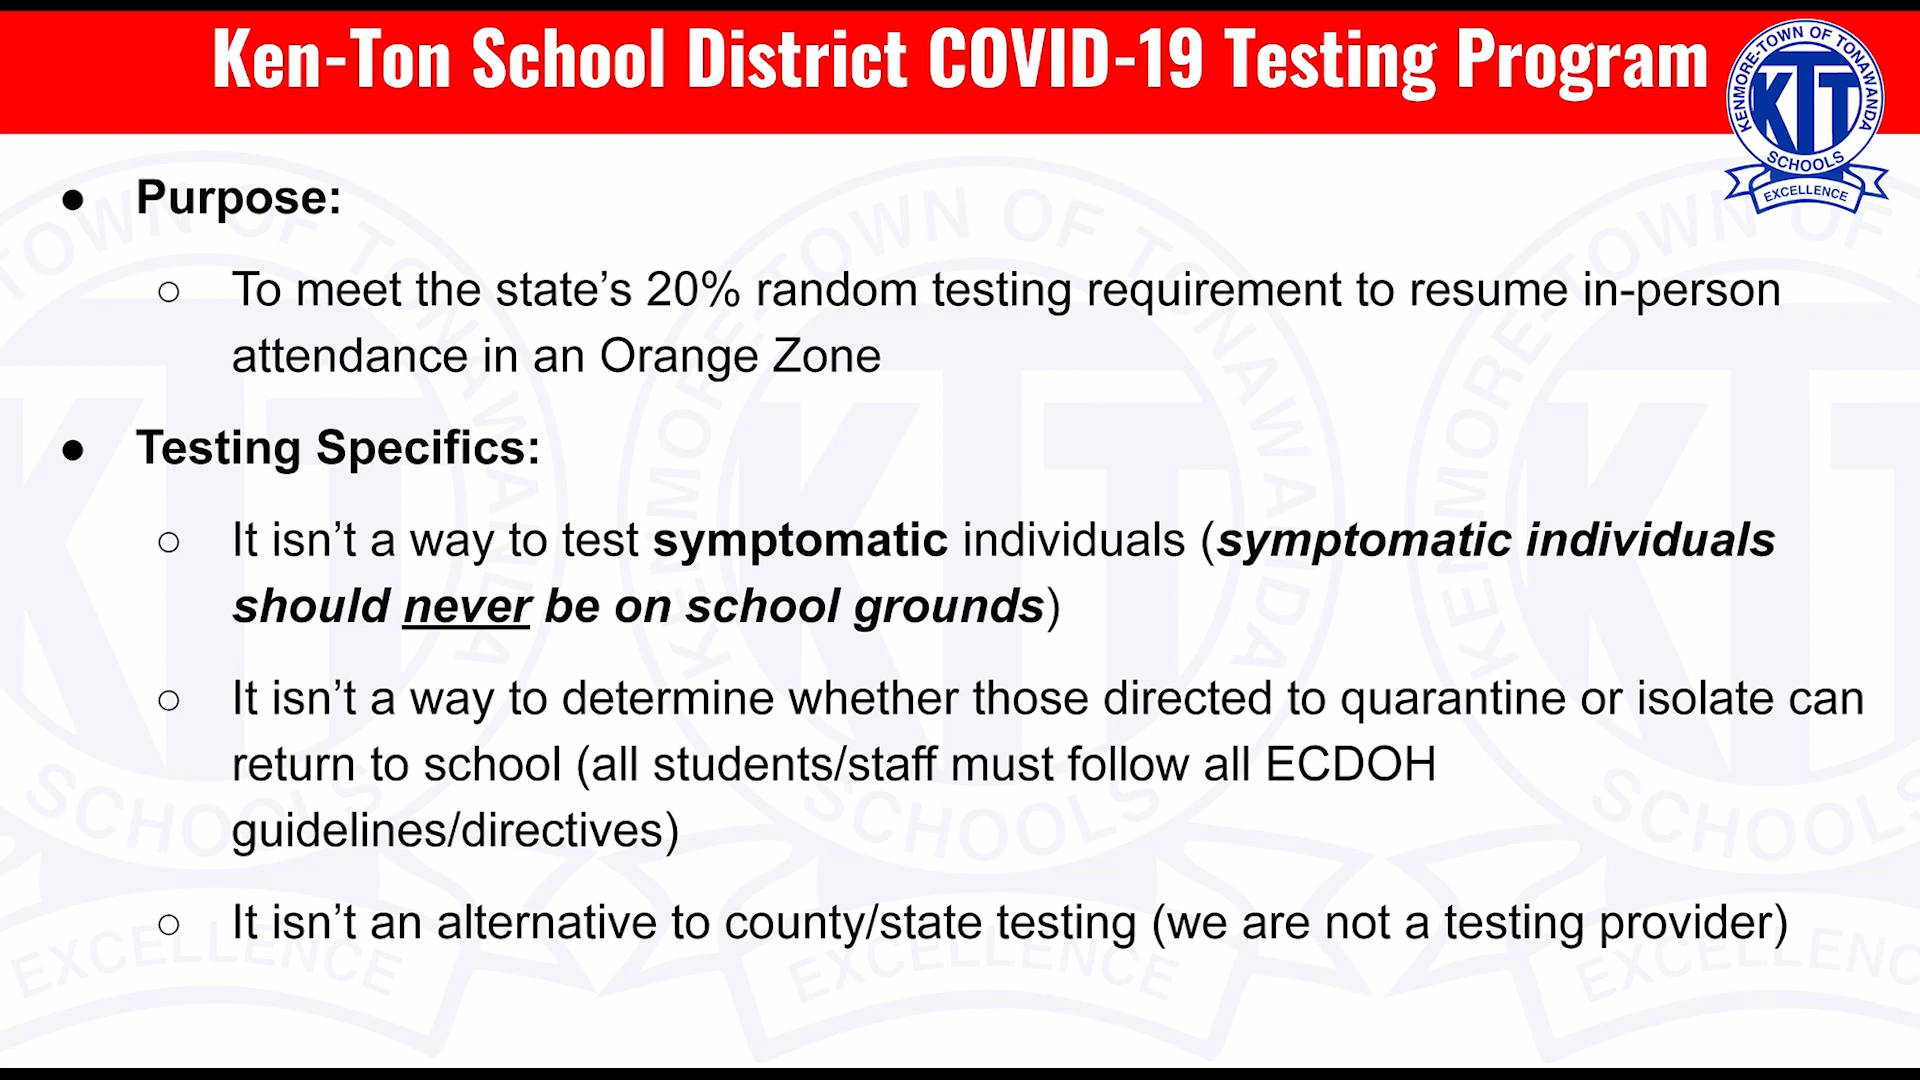 Ken-Ton School District COVID-19 Testing Program
KENMORE-TOWN OF TONAWANDA
KTT
SCHOOLS
EXCELLENCE
● Purpose:
○ To meet the state’s 20% random testing requirement to resume in-person
attendance in an Orange Zone
● Testing Specifics:
○ It isn’t a way to test symptomatic individuals (symptomatic individuals
should never be on school grounds)
○ It isn’t a way to determine whether those directed to quarantine or isolate can
return to school (all students/staff must follow all ECDOH
guidelines/directives)
○ It isn’t an alternative to county/state testing (we are not a testing provider)